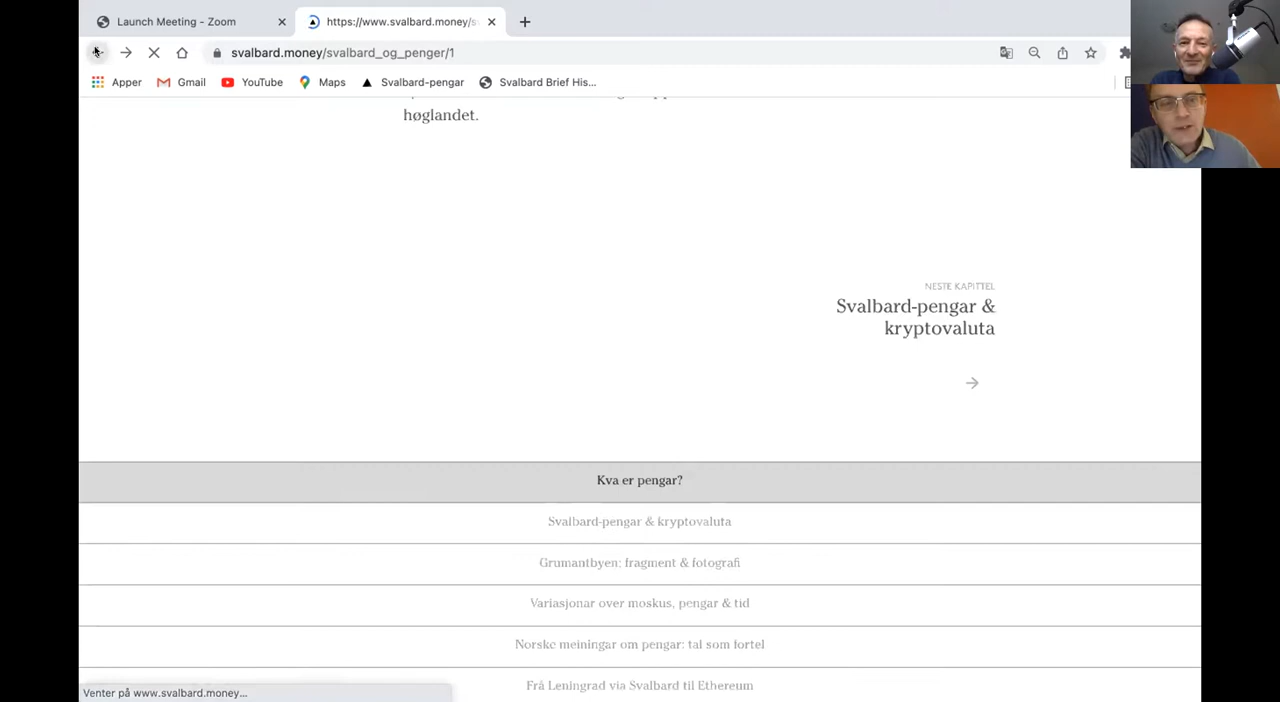 Launch Meeting - Zoom
https://www.svalbard.money/s
svalbard.money/svalbard_og_penger/1
Apper
Gmail
YouTube
Maps
Svalbard-pengar
Svalbard Brief His...
høglandet.
NESTE KAPITTEL
Svalbard-pengar &
kryptovaluta
Kva er pengar?
Svalbard-pengar & kryptovaluta
Grumantbyen: fragment & fotografi
Variasjonar over moskus, pengar & tid
Norske meiningar om pengar: tal som fortel
Frå Leningrad via Svalbard til Ethereum
Venter på www.svalbard.money...